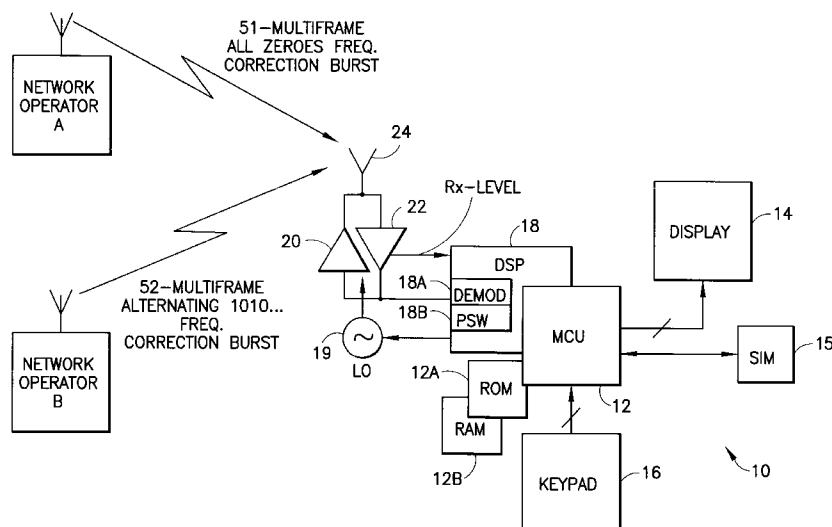 51-MULTIFRAME
ALL ZEROES FREQ.
CORRECTION BURST
NETWORK
OPERATOR
A
24
Rx-LEVEL
22
20
18
DSP
18A
DEMOD
18B
PSW
DISPLAY
14
52-MULTIFRAME
ALTERNATING 1010...
FREQ.
CORRECTION BURST
MCU
19
LO
12A
ROM
12
SIM
15
NETWORK
OPERATOR
B
RAM
12B
KEYPAD
16
10